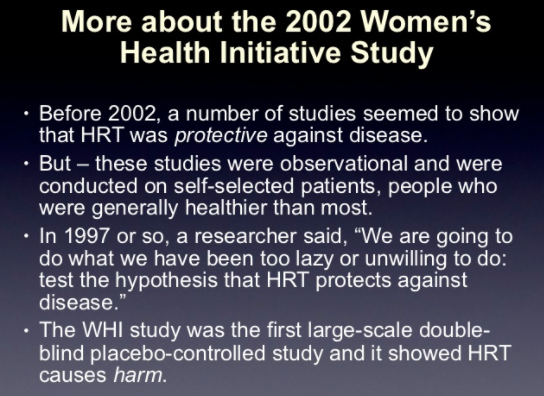 More about the 2002 Women’s
Health Initiative Study
• Before 2002, a number of studies seemed to show
that HRT was protective against disease.
• But – these studies were observational and were
conducted on self-selected patients, people who
were generally healthier than most.
• In 1997 or so, a researcher said, “We are going to
do what we have been too lazy or unwilling to do:
test the hypothesis that HRT protects against
disease.”
• The WHI study was the first large-scale double-
blind placebo-controlled study and it showed HRT
causes harm.